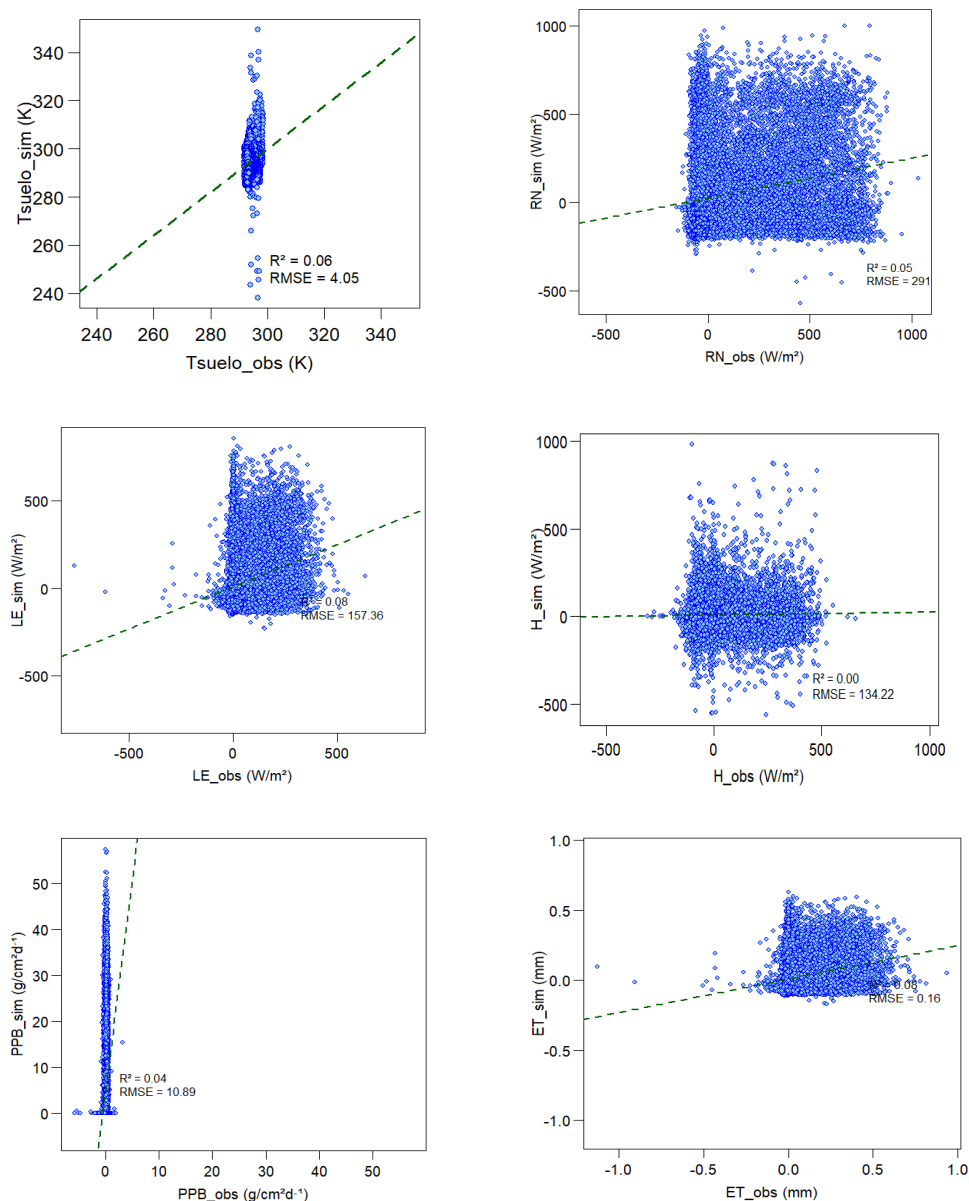 340
320
300
280
260
240
Tsuelo_sim (K)
R² = 0.06
RMSE = 4.05
240 260 280 300 320 340
Tsuelo_obs (K)
1000
500
0
-500
RN_sim (W/m²)
R² = 0.05
RMSE = 291
-500 0 500 1000
RN_obs (W/m²)
500
0
-500
LE_sim (W/m²)
R² = 0.08
RMSE = 157.36
-500 0 500
LE_obs (W/m²)
1000
500
0
-500
H_sim (W/m²)
R² = 0.00
RMSE = 134.22
-500 0 500 1000
H_obs (W/m²)
50
40
30
20
10
0
PPB_sim (g/cm²d⁻¹)
R² = 0.04
RMSE = 10.89
0 10 20 30 40 50
PPB_obs (g/cm²d⁻¹)
1.0
0.5
0.0
-0.5
-1.0
ET_sim (mm)
R² = 0.08
RMSE = 0.16
-1.0 -0.5 0.0 0.5 1.0
ET_obs (mm)